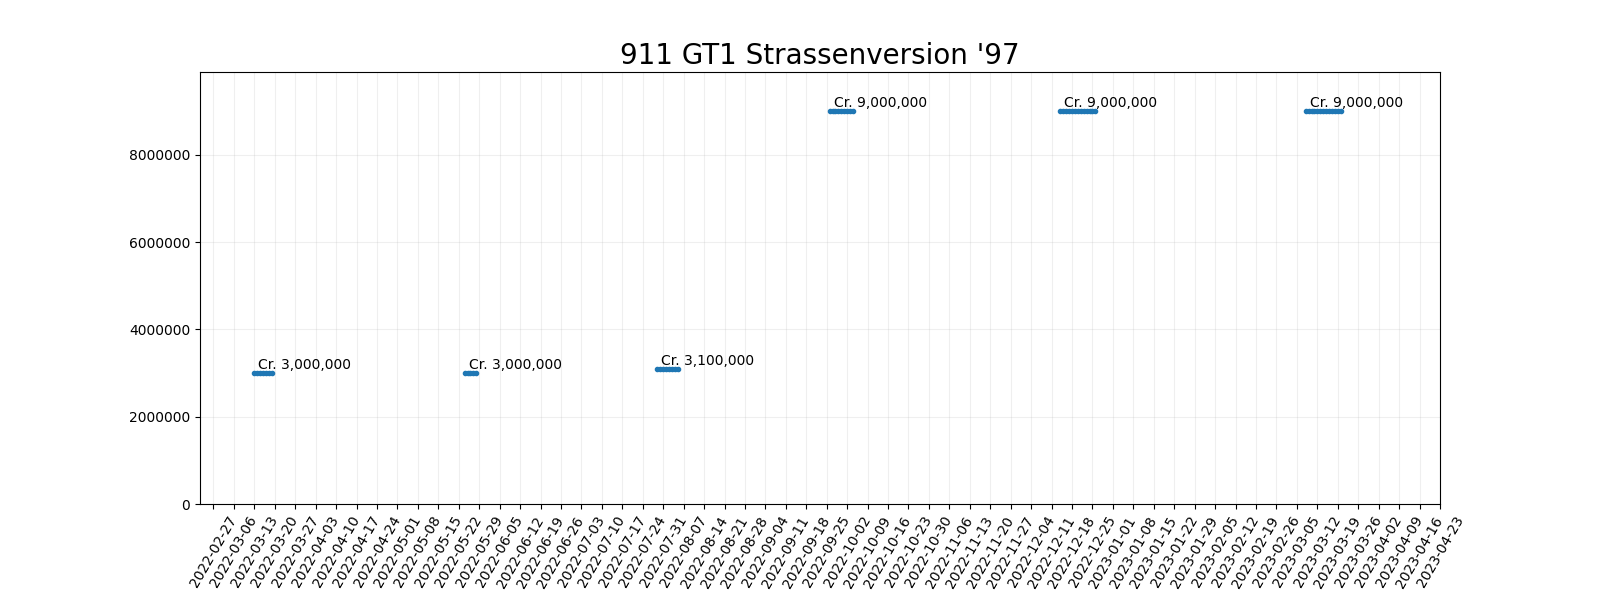 911 GT1 Strassenversion '97
Cr. 9,000,000 Cr. 9,000,000 Cr. 9,000,000
8000000
6000000
4000000
Cr. 3,000,000 Cr. 3,000,000 Cr. 3,100,000
2000000
0
2022-02-27 2022-03-06 2022-03-13 2022-03-20 2022-03-27 2022-04-03 2022-04-10 2022-04-17 2022-04-24 2022-05-01 2022-05-08 2022-05-15 2022-05-22 2022-05-29 2022-06-05 2022-06-12 2022-06-19 2022-06-26 2022-07-03 2022-07-10 2022-07-17 2022-07-24 2022-07-31 2022-08-07 2022-08-14 2022-08-21 2022-08-28 2022-09-04 2022-09-11 2022-09-18 2022-09-25 2022-10-02 2022-10-09 2022-10-16 2022-10-23 2022-10-30 2022-11-06 2022-11-13 2022-11-20 2022-11-27 2022-12-04 2022-12-11 2022-12-18 2022-12-25 2023-01-01 2023-01-08 2023-01-15 2023-01-22 2023-01-29 2023-02-05 2023-02-12 2023-02-19 2023-02-26 2023-03-05 2023-03-12 2023-03-19 2023-03-26 2023-04-02 2023-04-09 2023-04-16 2023-04-23